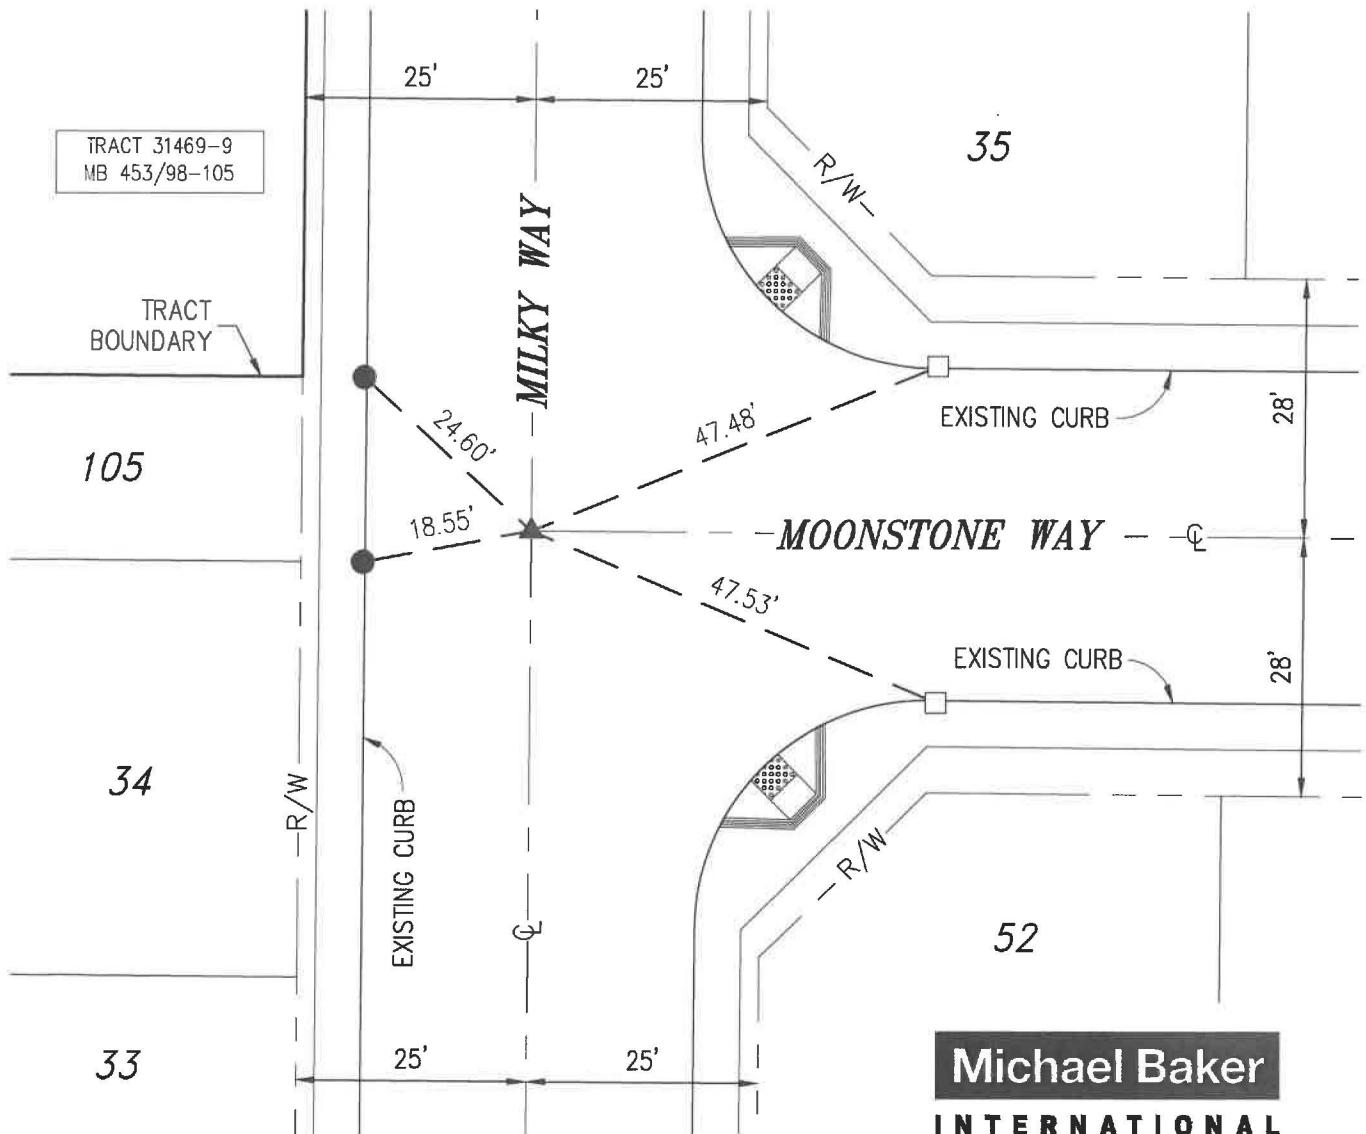 25'
25'
TRACT 31469-9
MB 453/98-105
35
R/W
MILKY WAY
TRACT
BOUNDARY
24.60'
47.48'
EXISTING CURB
28'
105
18.55'
MOONSTONE WAY
℄
47.53'
EXISTING CURB
28'
34
R/W
EXISTING CURB
R/W
℄
52
33
25'
25'
Michael Baker
INTERNATIONAL